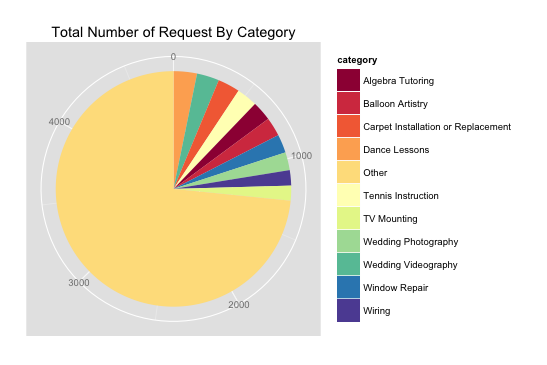 Total Number of Request By Category
0
1000
2000
3000
4000
category
Algebra Tutoring
Balloon Artistry
Carpet Installation or Replacement
Dance Lessons
Other
Tennis Instruction
TV Mounting
Wedding Photography
Wedding Videography
Window Repair
Wiring